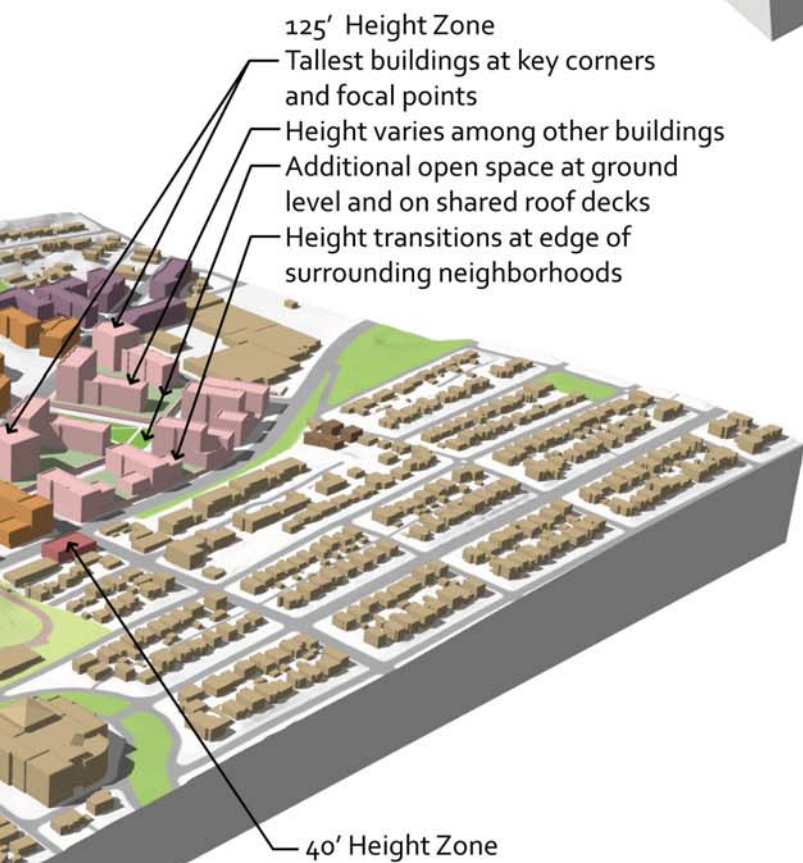 125' Height Zone
Tallest buildings at key corners
and focal points
Height varies among other buildings
Additional open space at ground
level and on shared roof decks
Height transitions at edge of
surrounding neighborhoods
40' Height Zone